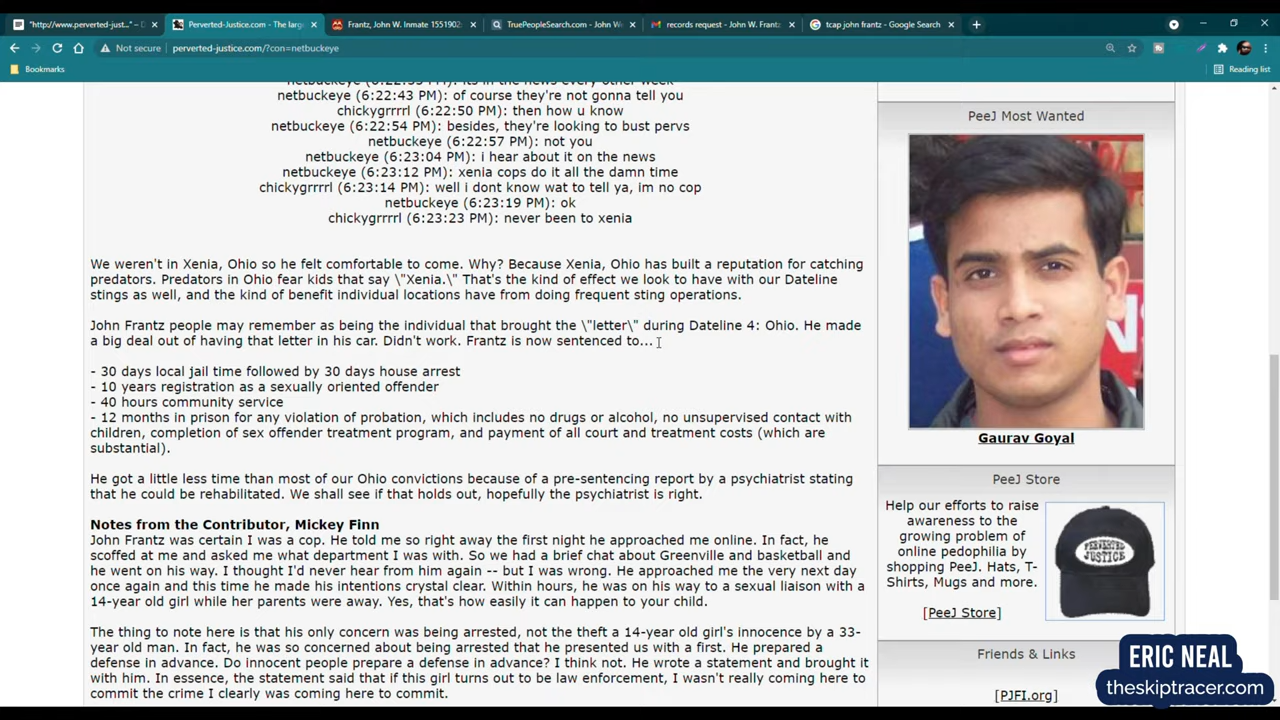 "http://www.perverted-just..." – D
Perverted-Justice.com - The larg
Frantz, John W. Inmate 15519025
TruePeopleSearch.com - John W
records request - John W. Frantz
tcap john frantz - Google Search
Not secure
perverted-justice.com/?con=netbuckeye
Bookmarks
Reading list
netbuckeye (6:22:43 PM): of course they're not gonna tell you
chickygrrrrl (6:22:50 PM): then how u know
netbuckeye (6:22:54 PM): besides, they're looking to bust pervs
netbuckeye (6:22:57 PM): not you
netbuckeye (6:23:04 PM): i hear about it on the news
netbuckeye (6:23:12 PM): xenia cops do it all the damn time
chickygrrrrl (6:23:14 PM): well i dont know wat to tell ya, im no cop
netbuckeye (6:23:19 PM): ok
chickygrrrrl (6:23:23 PM): never been to xenia
We weren't in Xenia, Ohio so he felt comfortable to come. Why? Because Xenia, Ohio has built a reputation for catching
predators. Predators in Ohio fear kids that say \"Xenia.\" That's the kind of effect we look to have with our Dateline
stings as well, and the kind of benefit individual locations have from doing frequent sting operations.
John Frantz people may remember as being the individual that brought the \"letter\" during Dateline 4: Ohio. He made
a big deal out of having that letter in his car. Didn't work. Frantz is now sentenced to...
- 30 days local jail time followed by 30 days house arrest
- 10 years registration as a sexually oriented offender
- 40 hours community service
- 12 months in prison for any violation of probation, which includes no drugs or alcohol, no unsupervised contact with
children, completion of sex offender treatment program, and payment of all court and treatment costs (which are
substantial).
He got a little less time than most of our Ohio convictions because of a pre-sentencing report by a psychiatrist stating
that he could be rehabilitated. We shall see if that holds out, hopefully the psychiatrist is right.
Notes from the Contributor, Mickey Finn
John Frantz was certain I was a cop. He told me so right away the first night he approached me online. In fact, he
scoffed at me and asked me what department I was with. So we had a brief chat about Greenville and basketball and
he went on his way. I thought I'd never hear from him again -- but I was wrong. He approached me the very next day
once again and this time he made his intentions crystal clear. Within hours, he was on his way to a sexual liaison with a
14-year old girl while her parents were away. Yes, that's how easily it can happen to your child.
The thing to note here is that his only concern was being arrested, not the theft a 14-year old girl's innocence by a 33-
year old man. In fact, he was so concerned about being arrested that he presented us with a first. He prepared a
defense in advance. Do innocent people prepare a defense in advance? I think not. He wrote a statement and brought it
with him. In essence, the statement said that if this girl turns out to be law enforcement, I wasn't really coming here to
commit the crime I clearly was coming here to commit.
PeeJ Most Wanted
Gaurav Goyal
PeeJ Store
Help our efforts to raise
awareness to the
growing problem of
online pedophilia by
shopping PeeJ. Hats, T-
Shirts, Mugs and more.
[PeeJ Store]
PERVERTED
JUSTICE
Friends & Links
[PJFI.org]
ERIC NEAL
theskiptracer.com